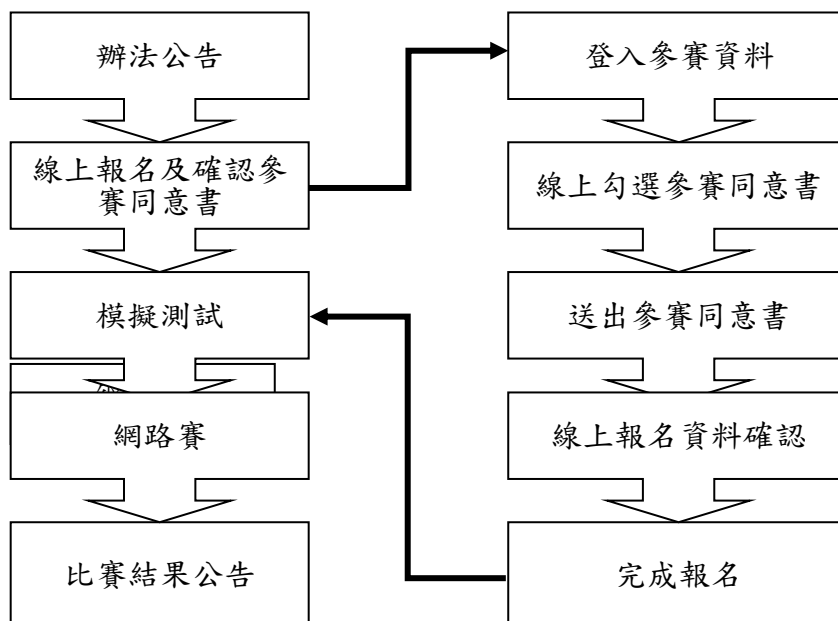 辦法公告
線上報名及確認參
賽同意書
模擬測試
網路賽
比賽結果公告
登入參賽資料
線上勾選參賽同意書
送出參賽同意書
線上報名資料確認
完成報名